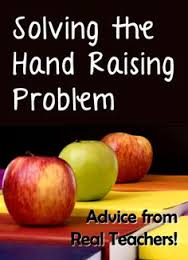 Solving the
Hand Raising
Problem
Advice from
Real Teachers!